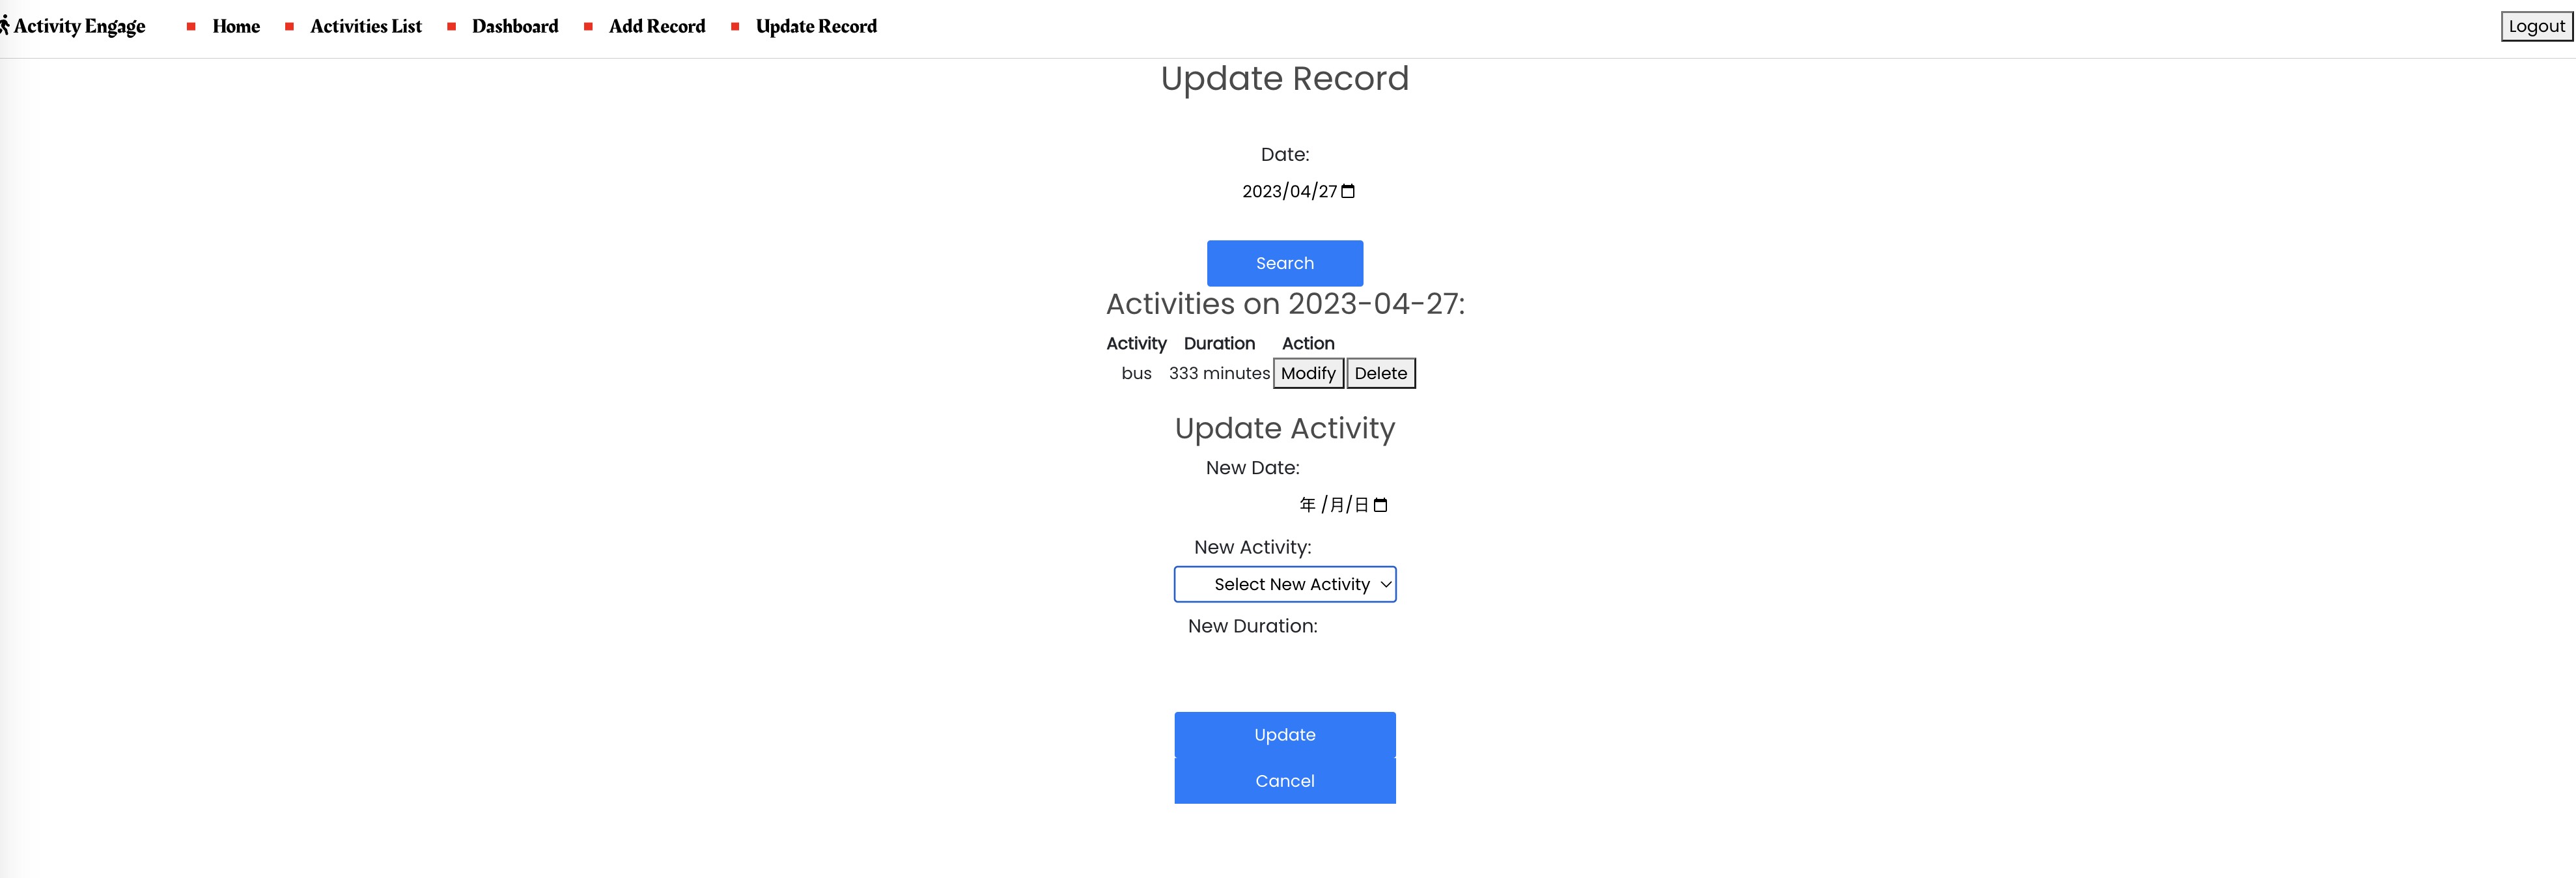 Activity Engage Home Activities List Dashboard Add Record Update Record Logout
Update Record
Date:
2023/04/27
Search
Activities on 2023-04-27:
Activity Duration Action
bus 333 minutes Modify Delete
Update Activity
New Date:
年 /月/日
New Activity:
Select New Activity
New Duration:
Update
Cancel